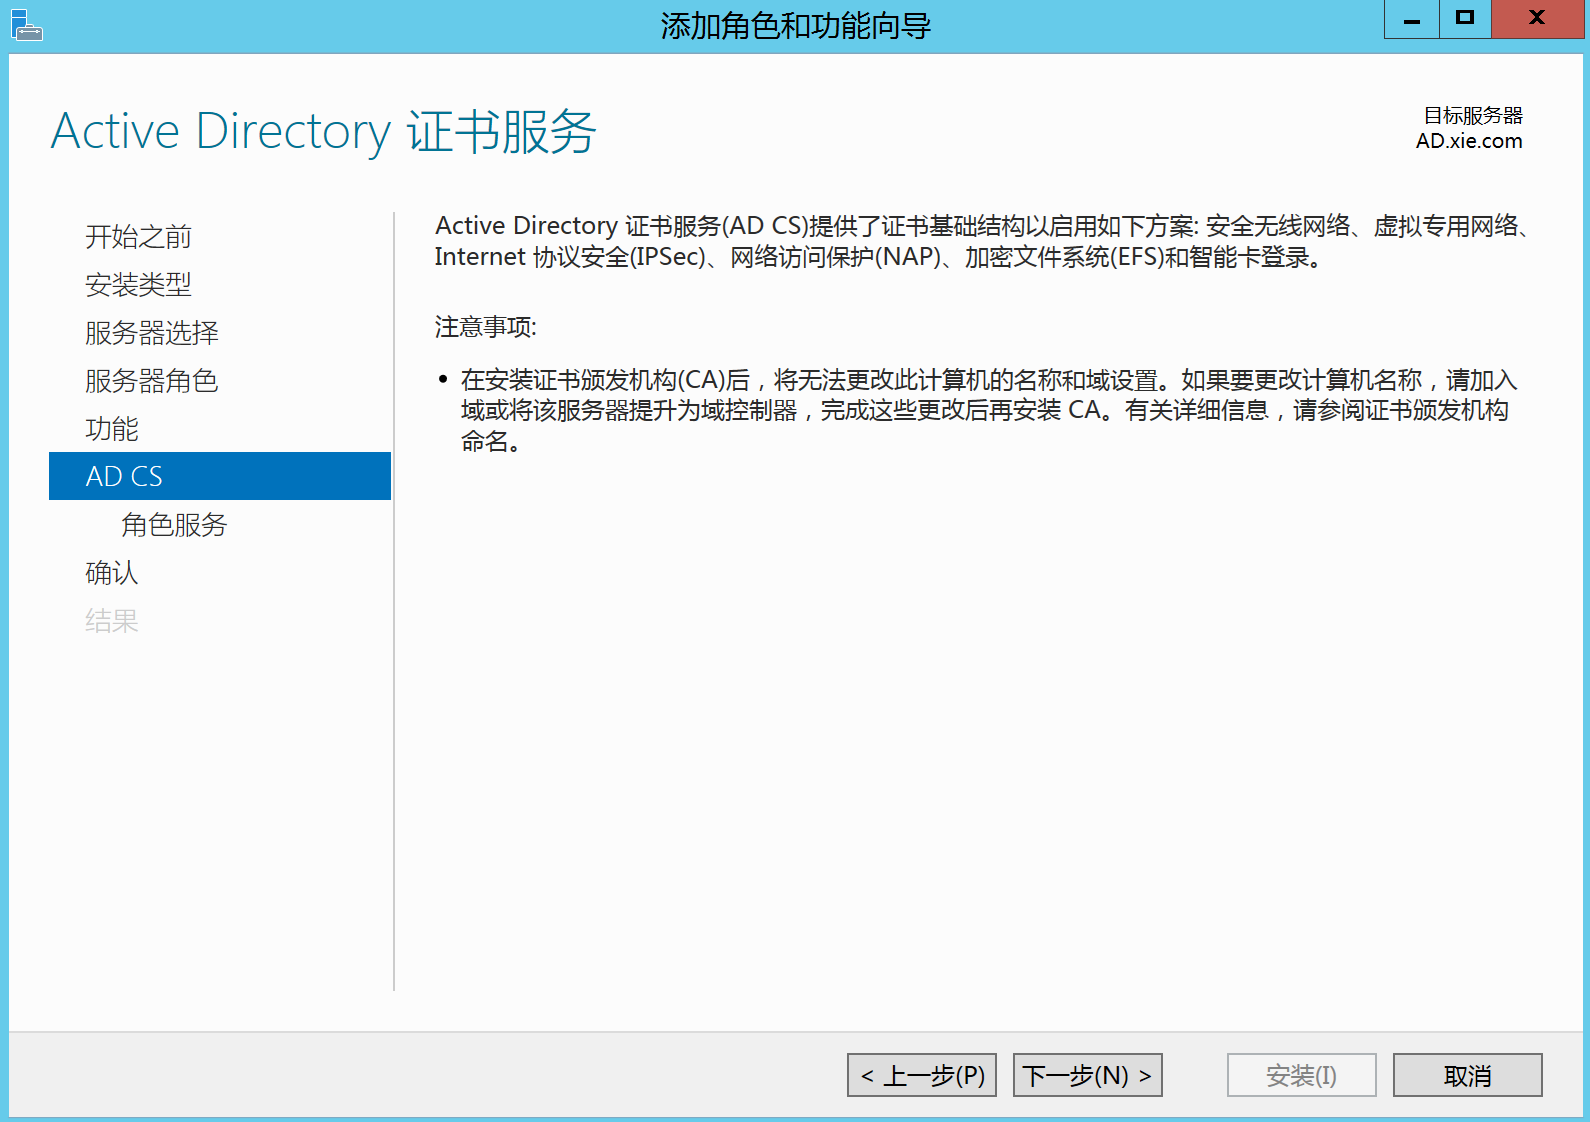 添加角色和功能向导
Active Directory 证书服务
目标服务器
AD.xie.com
开始之前
安装类型
服务器选择
服务器角色
功能
AD CS
角色服务
确认
结果
Active Directory 证书服务(AD CS)提供了证书基础结构以启用如下方案: 安全无线网络、虚拟专用网络、
Internet 协议安全(IPSec)、网络访问保护(NAP)、加密文件系统(EFS)和智能卡登录。
注意事项:
• 在安装证书颁发机构(CA)后，将无法更改此计算机的名称和域设置。如果要更改计算机名称，请加入
域或将该服务器提升为域控制器，完成这些更改后再安装 CA。有关详细信息，请参阅证书颁发机构
命名。
< 上一步(P)
下一步(N) >
安装(I)
取消